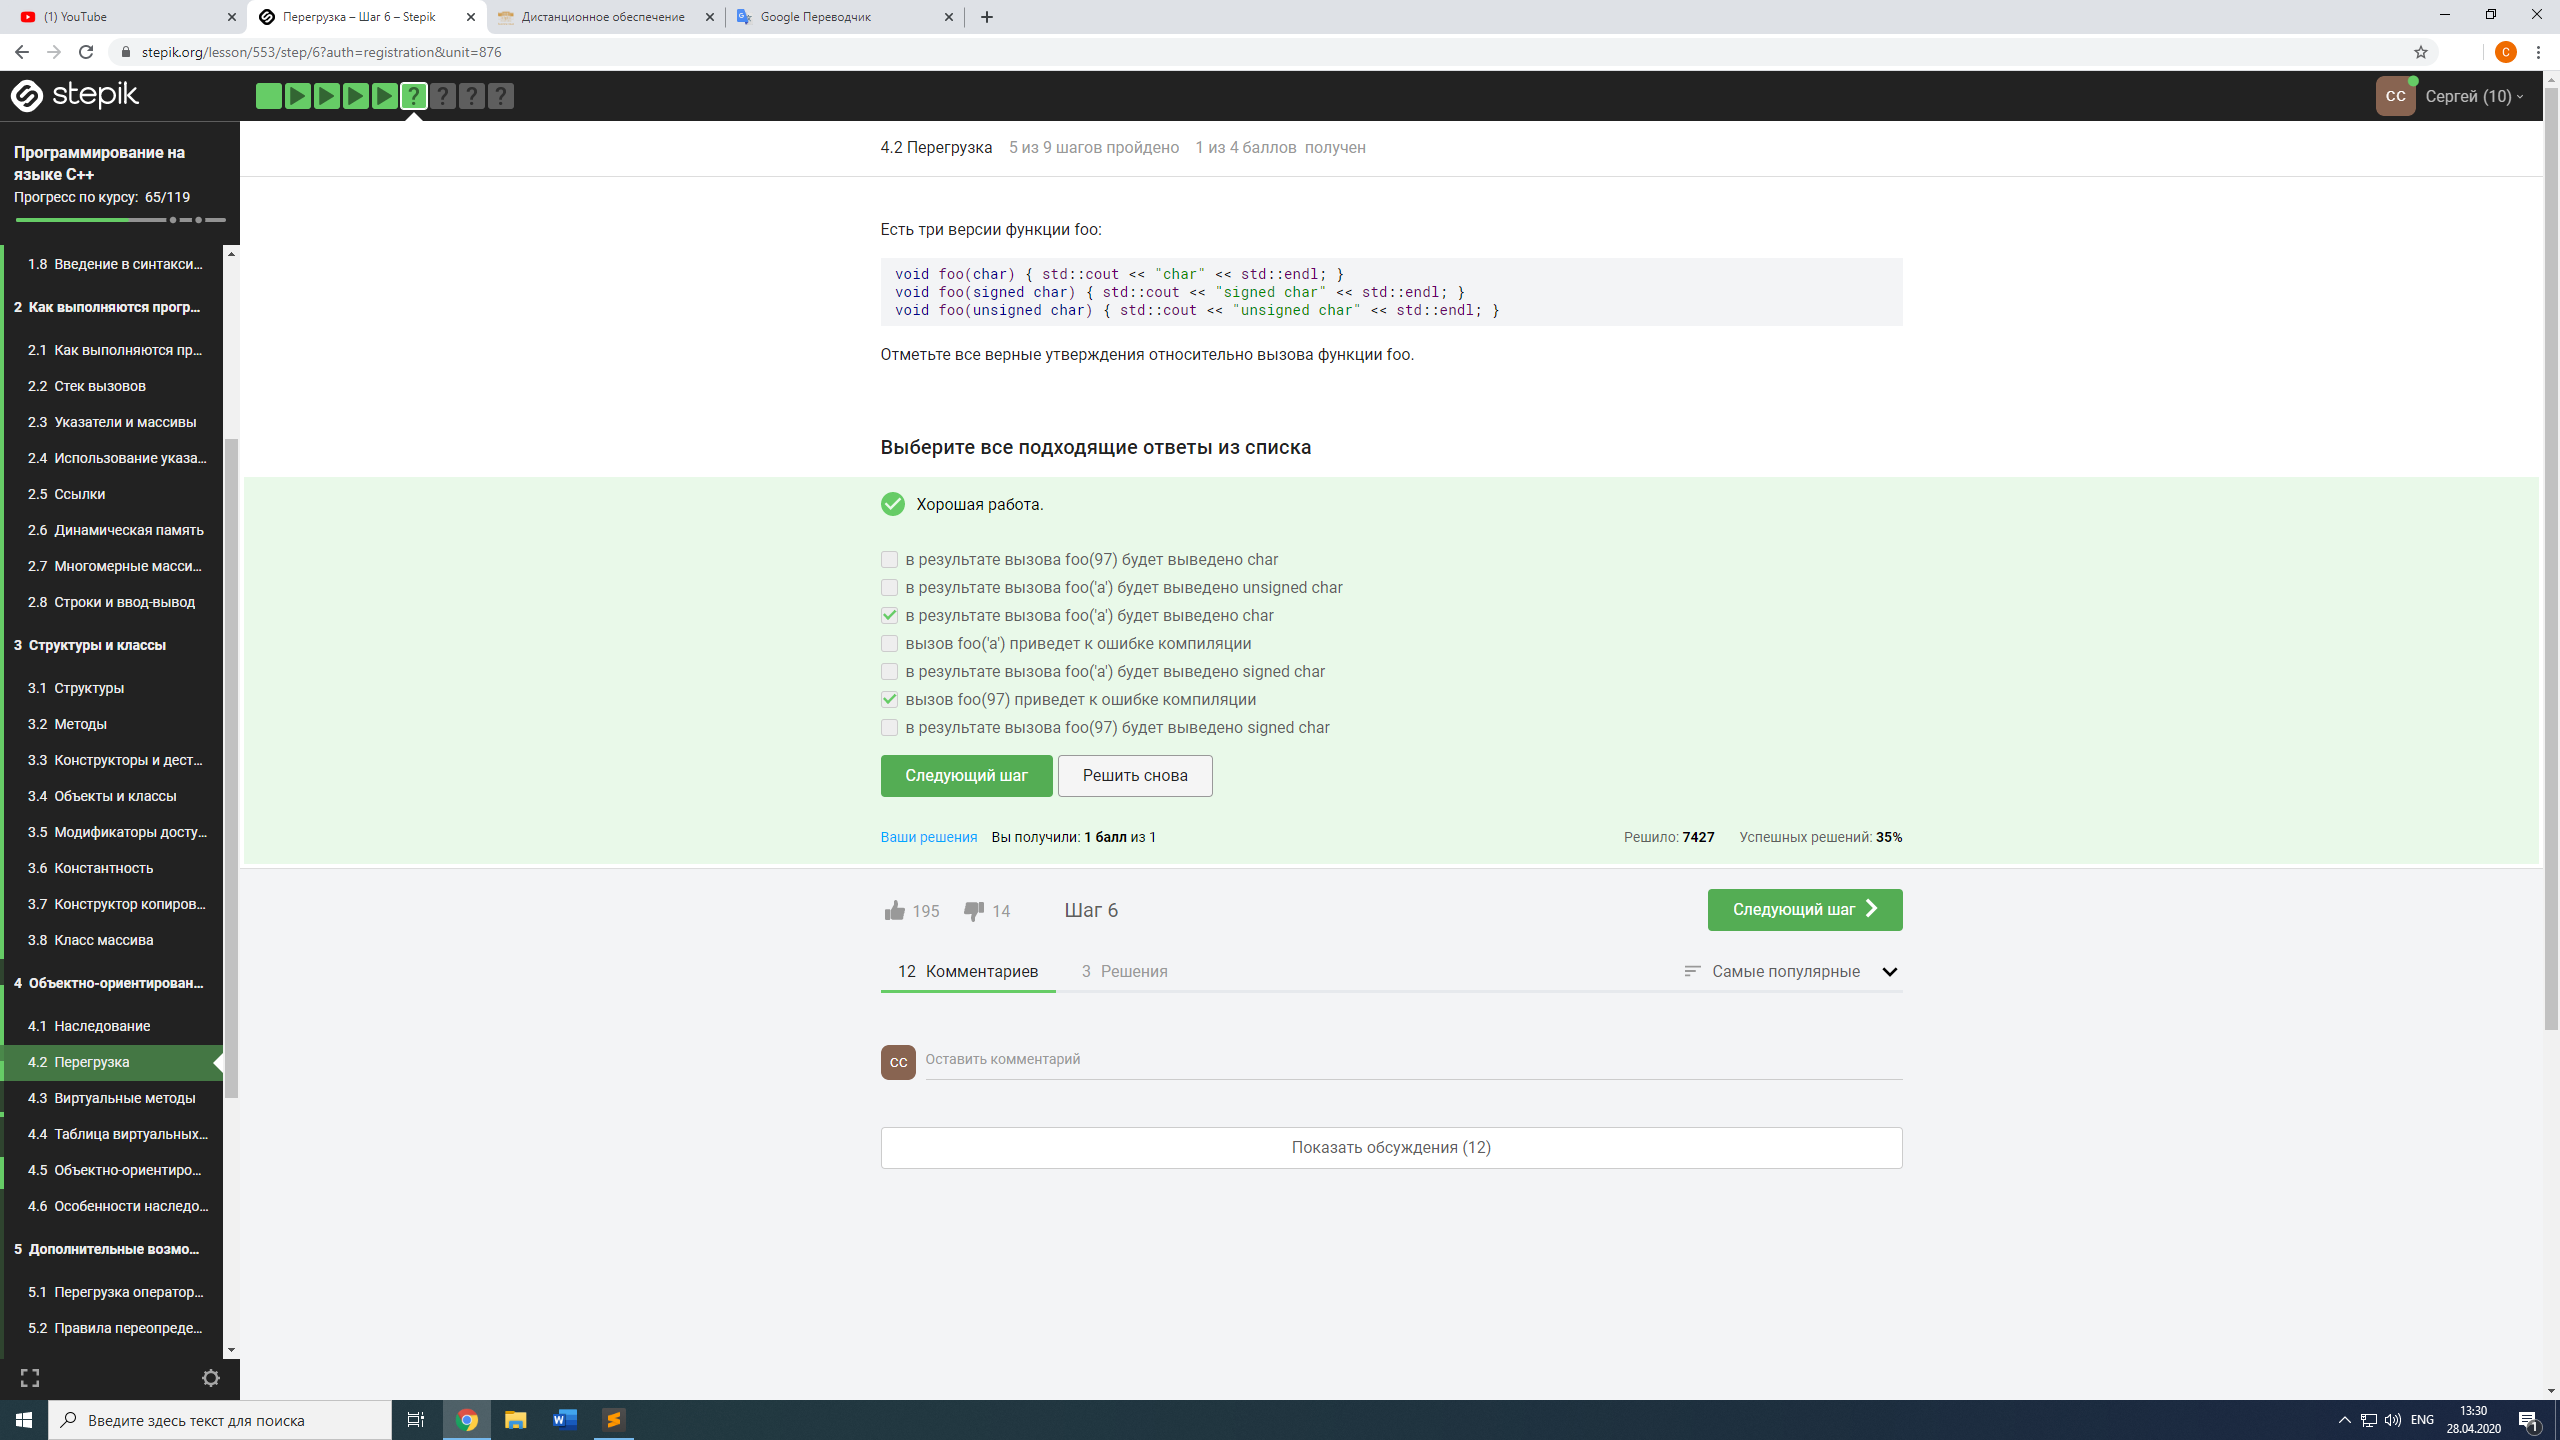 (1) YouTube
Перегрузка – Шаг 6 – Stepik
Дистанционное обеспечение
Google Переводчик
stepik.org/lesson/553/step/6?auth=registration&unit=876
C
stepik
? ? ? ?
CC Сергей (10)
Программирование на
языке C++
Прогресс по курсу: 65/119
1.8 Введение в синтакси...
2 Как выполняются прогр...
2.1 Как выполняются пр...
2.2 Стек вызовов
2.3 Указатели и массивы
2.4 Использование указа...
2.5 Ссылки
2.6 Динамическая память
2.7 Многомерные масси...
2.8 Строки и ввод-вывод
3 Структуры и классы
3.1 Структуры
3.2 Методы
3.3 Конструкторы и дест...
3.4 Объекты и классы
3.5 Модификаторы досту...
3.6 Константность
3.7 Конструктор копиров...
3.8 Класс массива
4 Объектно-ориентирован...
4.1 Наследование
4.2 Перегрузка
4.3 Виртуальные методы
4.4 Таблица виртуальных...
4.5 Объектно-ориентиро...
4.6 Особенности наследо...
5 Дополнительные возмо...
5.1 Перегрузка оператор...
5.2 Правила переопреде...
4.2 Перегрузка 5 из 9 шагов пройдено 1 из 4 баллов получен
Есть три версии функции foo:
void foo(char) { std::cout << "char" << std::endl; }
void foo(signed char) { std::cout << "signed char" << std::endl; }
void foo(unsigned char) { std::cout << "unsigned char" << std::endl; }
Отметьте все верные утверждения относительно вызова функции foo.
Выберите все подходящие ответы из списка
Хорошая работа.
в результате вызова foo(97) будет выведено char
в результате вызова foo('a') будет выведено unsigned char
в результате вызова foo('a') будет выведено char
вызов foo('a') приведет к ошибке компиляции
в результате вызова foo('a') будет выведено signed char
вызов foo(97) приведет к ошибке компиляции
в результате вызова foo(97) будет выведено signed char
Следующий шаг Решить снова
Ваши решения Вы получили: 1 балл из 1 Решило: 7427 Успешных решений: 35%
195 14 Шаг 6 Следующий шаг
12 Комментариев 3 Решения Самые популярные
CC Оставить комментарий
Показать обсуждения (12)
Введите здесь текст для поиска
ENG
13:30
28.04.2020
1